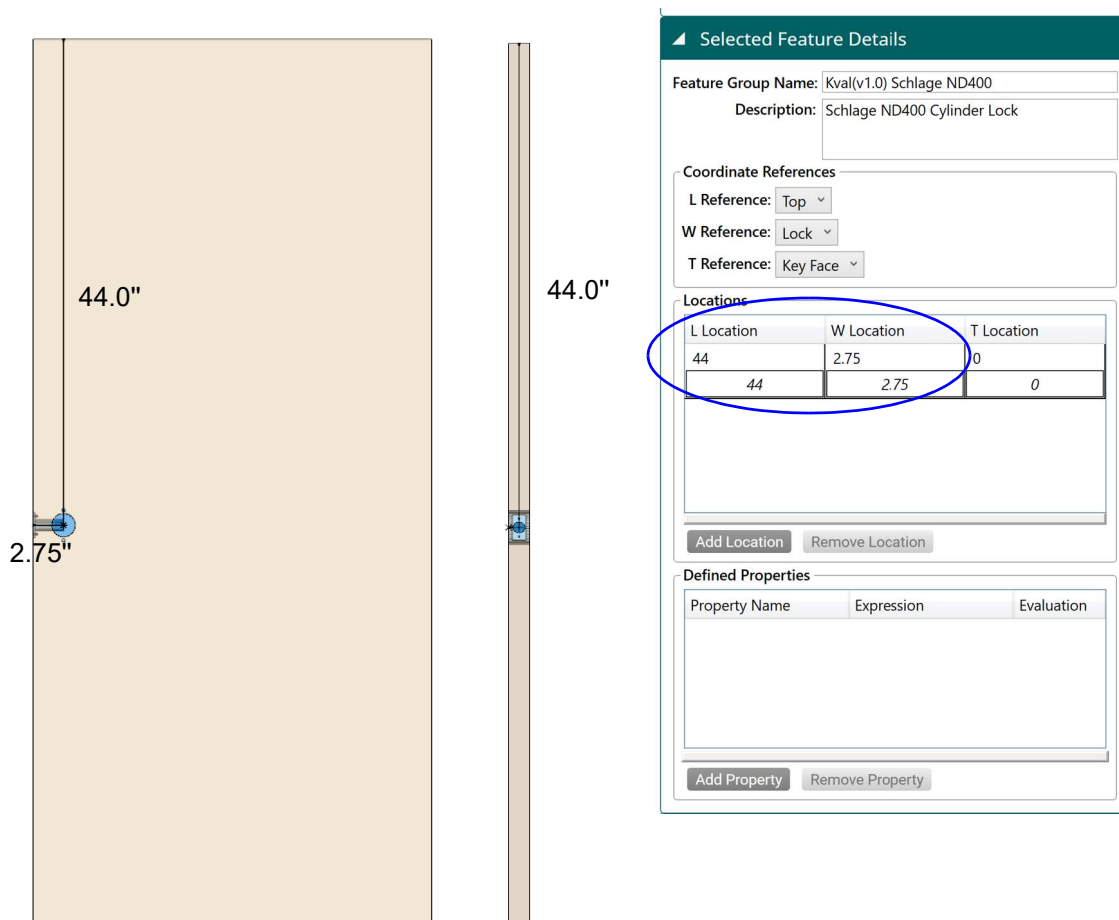 44.0"
2.75"
44.0"
Selected Feature Details
Feature Group Name: Kval(v1.0) Schlage ND400
Description: Schlage ND400 Cylinder Lock
Coordinate References
L Reference: Top
W Reference: Lock
T Reference: Key Face
Locations
L Location W Location T Location
44 2.75 0
44 2.75 0
Add Location Remove Location
Defined Properties
Property Name Expression Evaluation
Add Property Remove Property